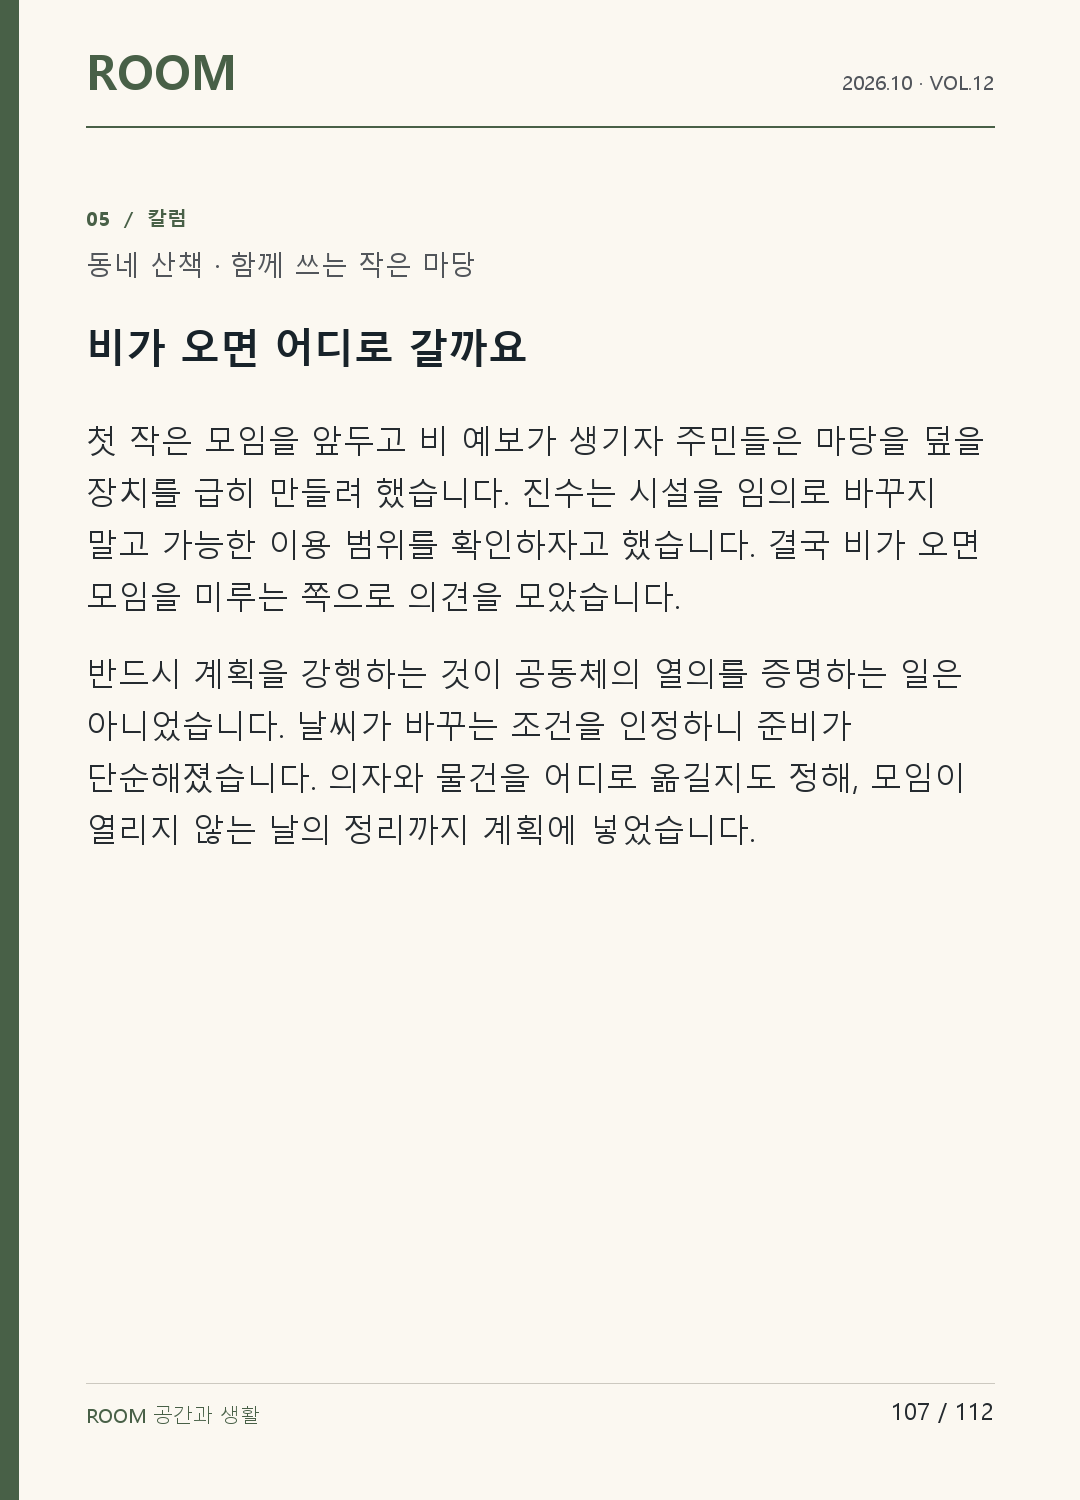 ROOM
2026.10 · VOL.12
05 / 칼럼
동네 산책 · 함께 쓰는 작은 마당
비가 오면 어디로 갈까요
첫 작은 모임을 앞두고 비 예보가 생기자 주민들은 마당을 덮을
장치를 급히 만들려 했습니다. 진수는 시설을 임의로 바꾸지
말고 가능한 이용 범위를 확인하자고 했습니다. 결국 비가 오면
모임을 미루는 쪽으로 의견을 모았습니다.
반드시 계획을 강행하는 것이 공동체의 열의를 증명하는 일은
아니었습니다. 날씨가 바꾸는 조건을 인정하니 준비가
단순해졌습니다. 의자와 물건을 어디로 옮길지도 정해, 모임이
열리지 않는 날의 정리까지 계획에 넣었습니다.
ROOM 공간과 생활
107 / 112